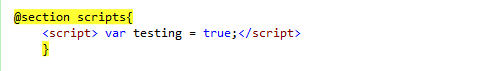 @section scripts{
<script> var testing = true;</script>
}